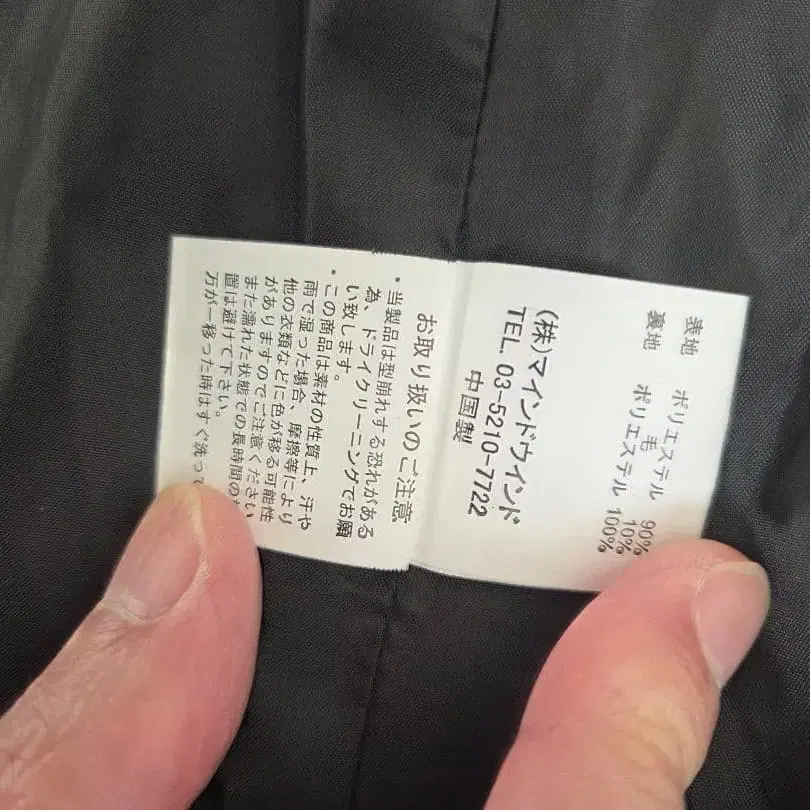 表地 ポリエステル 90%
毛 10%
裏地 ポリエステル 100%
(株)マインドウインド
TEL. 03-5210-7722
中国製
お取り扱いのご注意
・当製品は型崩れする恐れがある
為、ドライクリーニングでお願
い致します。
・この商品は素材の性質上、汗や
雨で湿った場合、摩擦等により
他の衣類などに色が移る可能性
がありますのでご注意ください
また濡れた状態での長時間の
置は避けて下さい。
万が一移った時はすぐ洗って